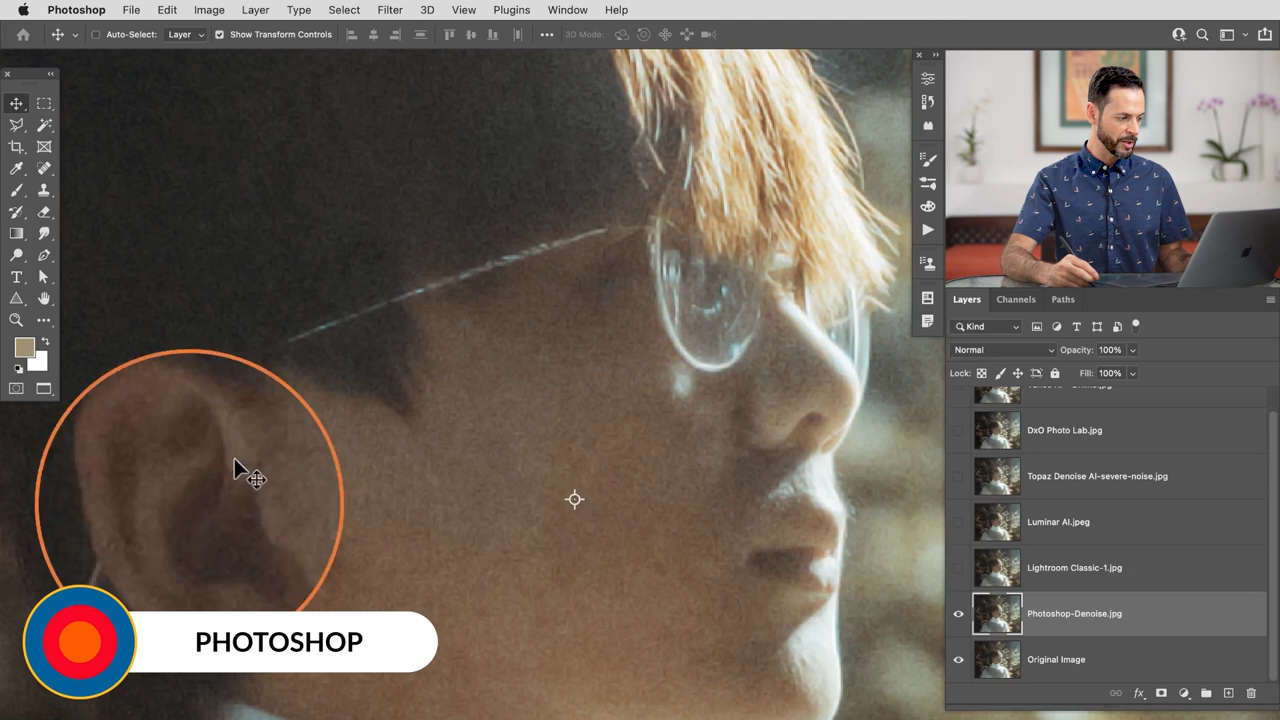 Photoshop File Edit Image Layer Type Select Filter 3D View Plugins Window Help
Auto-Select: Layer Show Transform Controls 3D Mode:
Layers Channels Paths
Kind
Normal Opacity: 100%
Lock: Fill: 100%
DxO Photo Lab.jpg
Topaz Denoise AI-severe-noise.jpg
Luminar AI.jpeg
Lightroom Classic-1.jpg
Photoshop-Denoise.jpg
Original Image
PHOTOSHOP